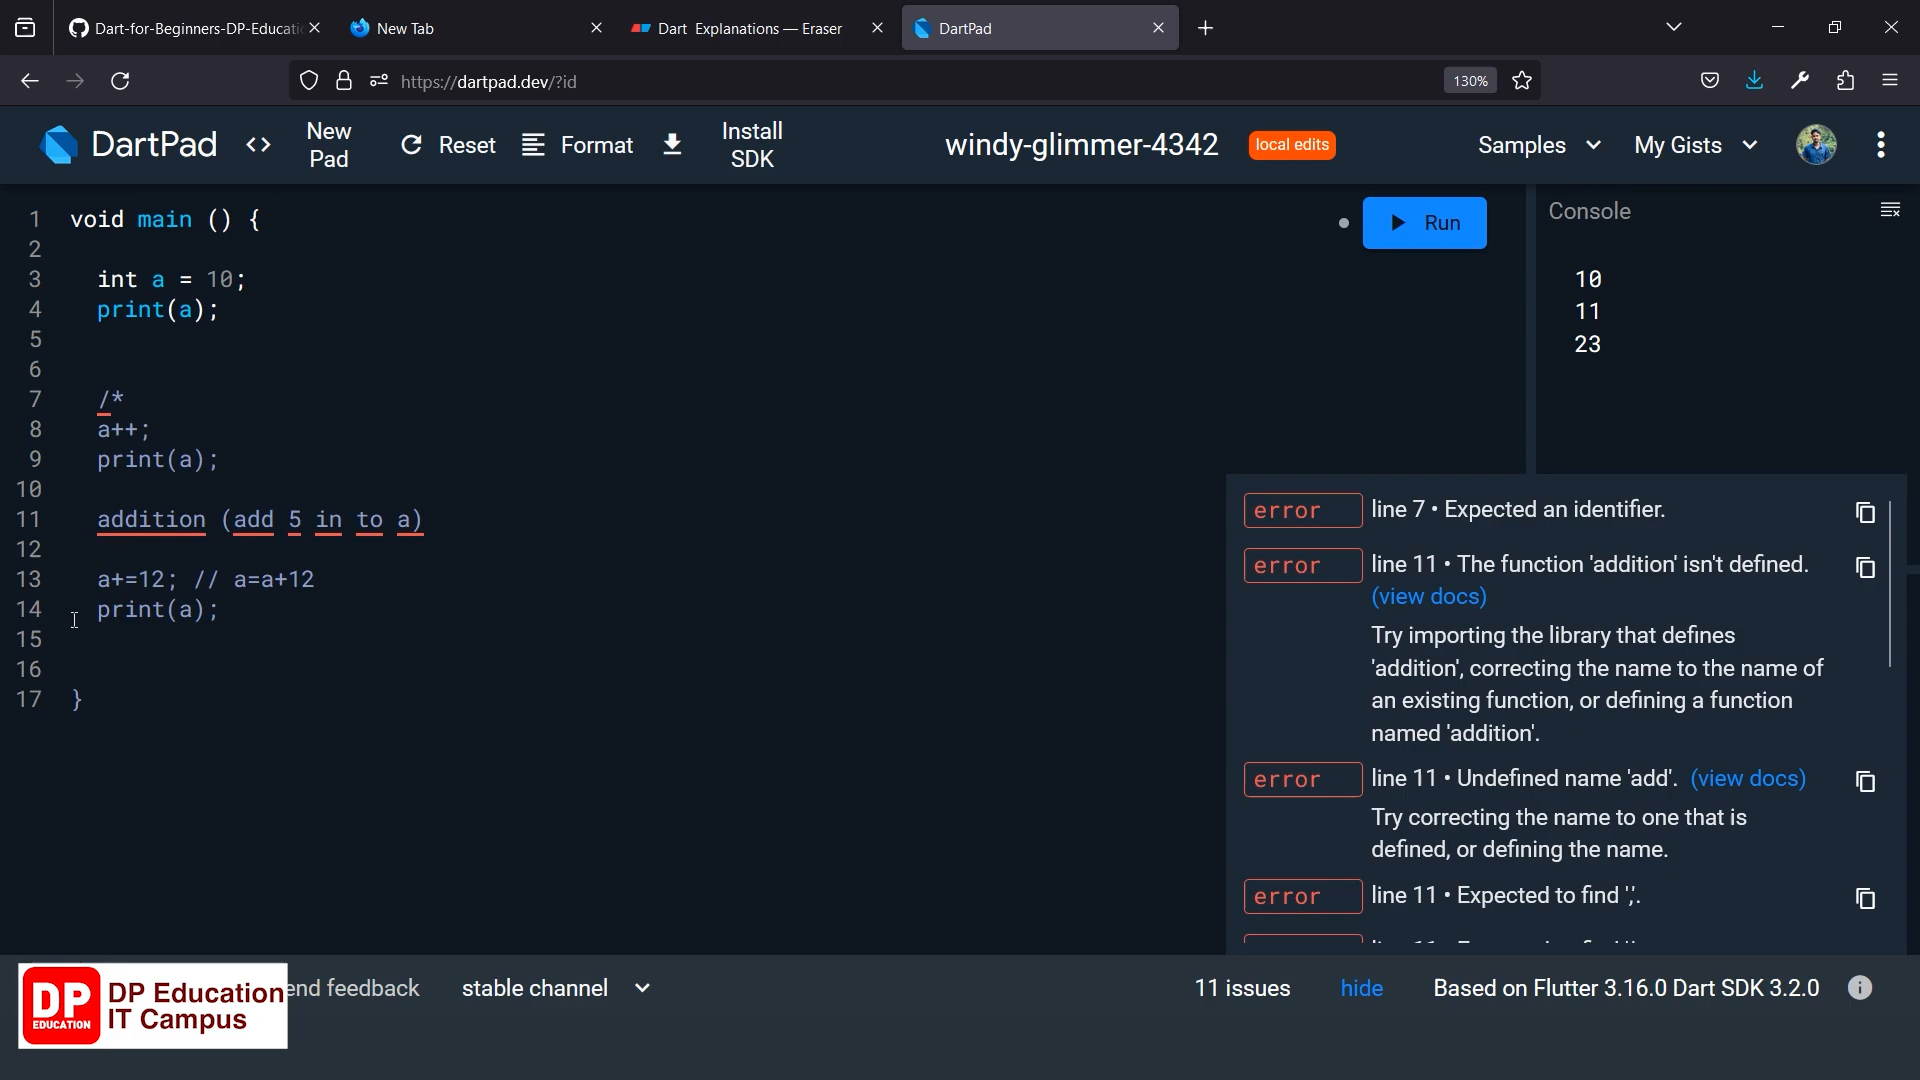 Dart-for-Beginners-DP-Educati
New Tab
Dart Explanations — Eraser
DartPad
https://dartpad.dev/?id
130%
DartPad
<>
New
Pad
Reset
Format
Install
SDK
windy-glimmer-4342
local edits
Samples
My Gists
1 void main () {
2
3 int a = 10;
4 print(a);
5
6
7 /*
8 a++;
9 print(a);
10
11 addition (add 5 in to a)
12
13 a+=12; // a=a+12
14 print(a);
15
16
17 }
Run
Console
10
11
23
error line 7 • Expected an identifier.
error line 11 • The function 'addition' isn't defined.
(view docs)
Try importing the library that defines
'addition', correcting the name to the name of
an existing function, or defining a function
named 'addition'.
error line 11 • Undefined name 'add'. (view docs)
Try correcting the name to one that is
defined, or defining the name.
error line 11 • Expected to find ','.
DP
EDUCATION
DP Education
IT Campus
end feedback
stable channel
11 issues
hide
Based on Flutter 3.16.0 Dart SDK 3.2.0